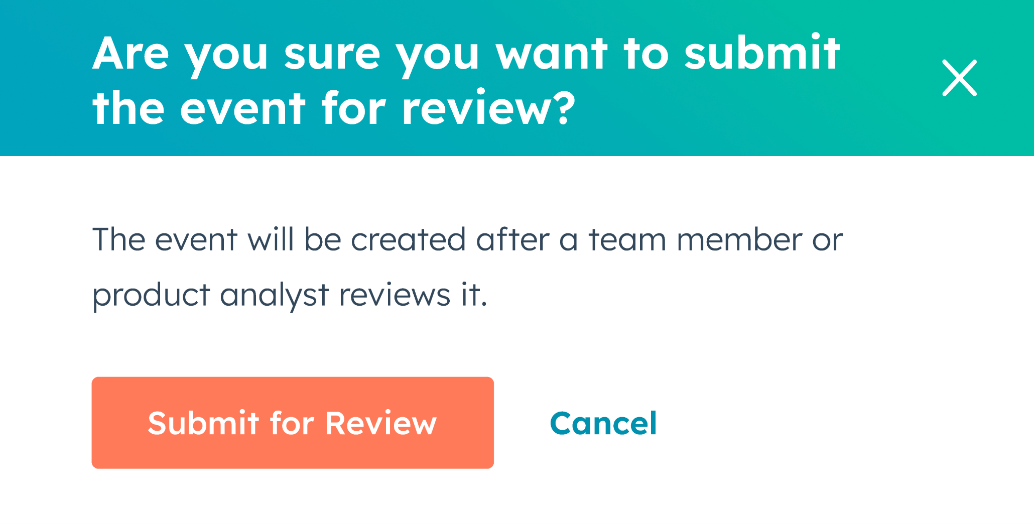 Are you sure you want to submit
the event for review?
The event will be created after a team member or
product analyst reviews it.
Submit for Review
Cancel